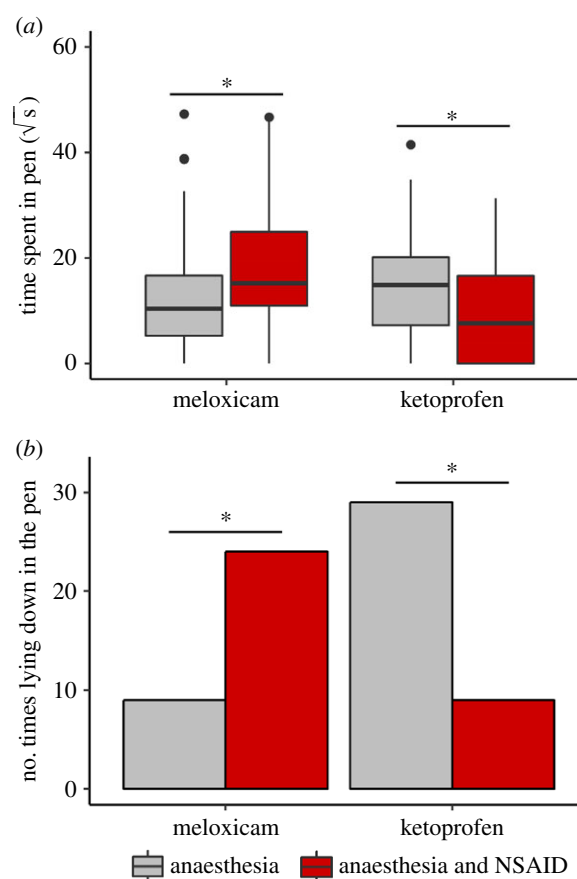 (a)
60
40
20
0
time spent in pen (√s)
*
*
meloxicam
ketoprofen
(b)
30
20
10
0
no. times lying down in the pen
*
*
meloxicam
ketoprofen
anaesthesia
anaesthesia and NSAID